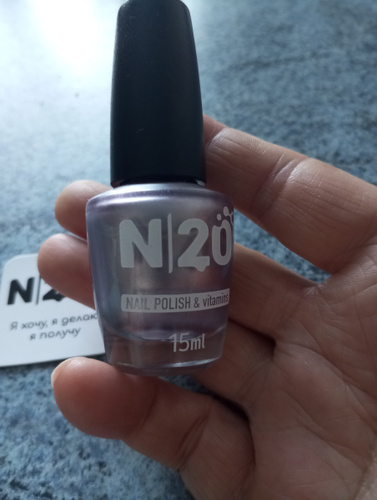 N|20
NAIL POLISH & vitamins
15ml
N|2
Я хочу, я делаю
я получу